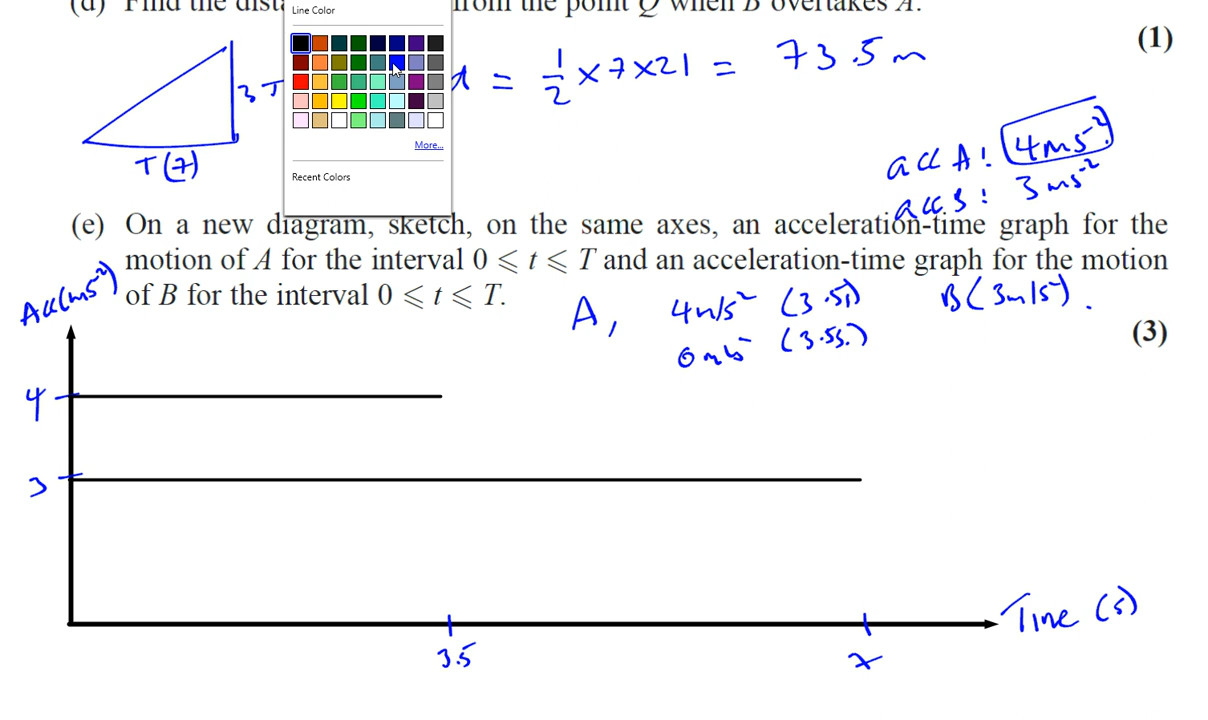 (d) Find the dist from the point Q when B overtakes A.
Line Color
(1)
d = 1/2 × 7 × 21 = 73.5 m
3T
T(7)
More...
Recent Colors
acc A: 4ms⁻²
acc B: 3ms⁻²
(e) On a new diagram, sketch, on the same axes, an acceleration-time graph for the
motion of A for the interval 0 ⩽ t ⩽ T and an acceleration-time graph for the motion
of B for the interval 0 ⩽ t ⩽ T.
Acc(ms⁻²)
A, 4m/s² (3.5s) B(3m/s²).
0 (3.5s.)
(3)
4
3
Time (s)
3.5
7